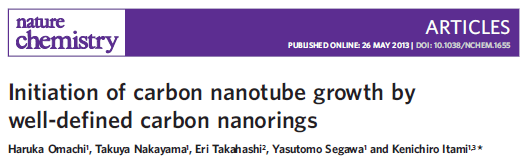 nature
chemistry
ARTICLES
PUBLISHED ONLINE: 26 MAY 2013 | DOI: 10.1038/NCHEM.1655
Initiation of carbon nanotube growth by
well-defined carbon nanorings
Haruka Omachi¹, Takuya Nakayama¹, Eri Takahashi², Yasutomo Segawa¹ and Kenichiro Itami¹,³*